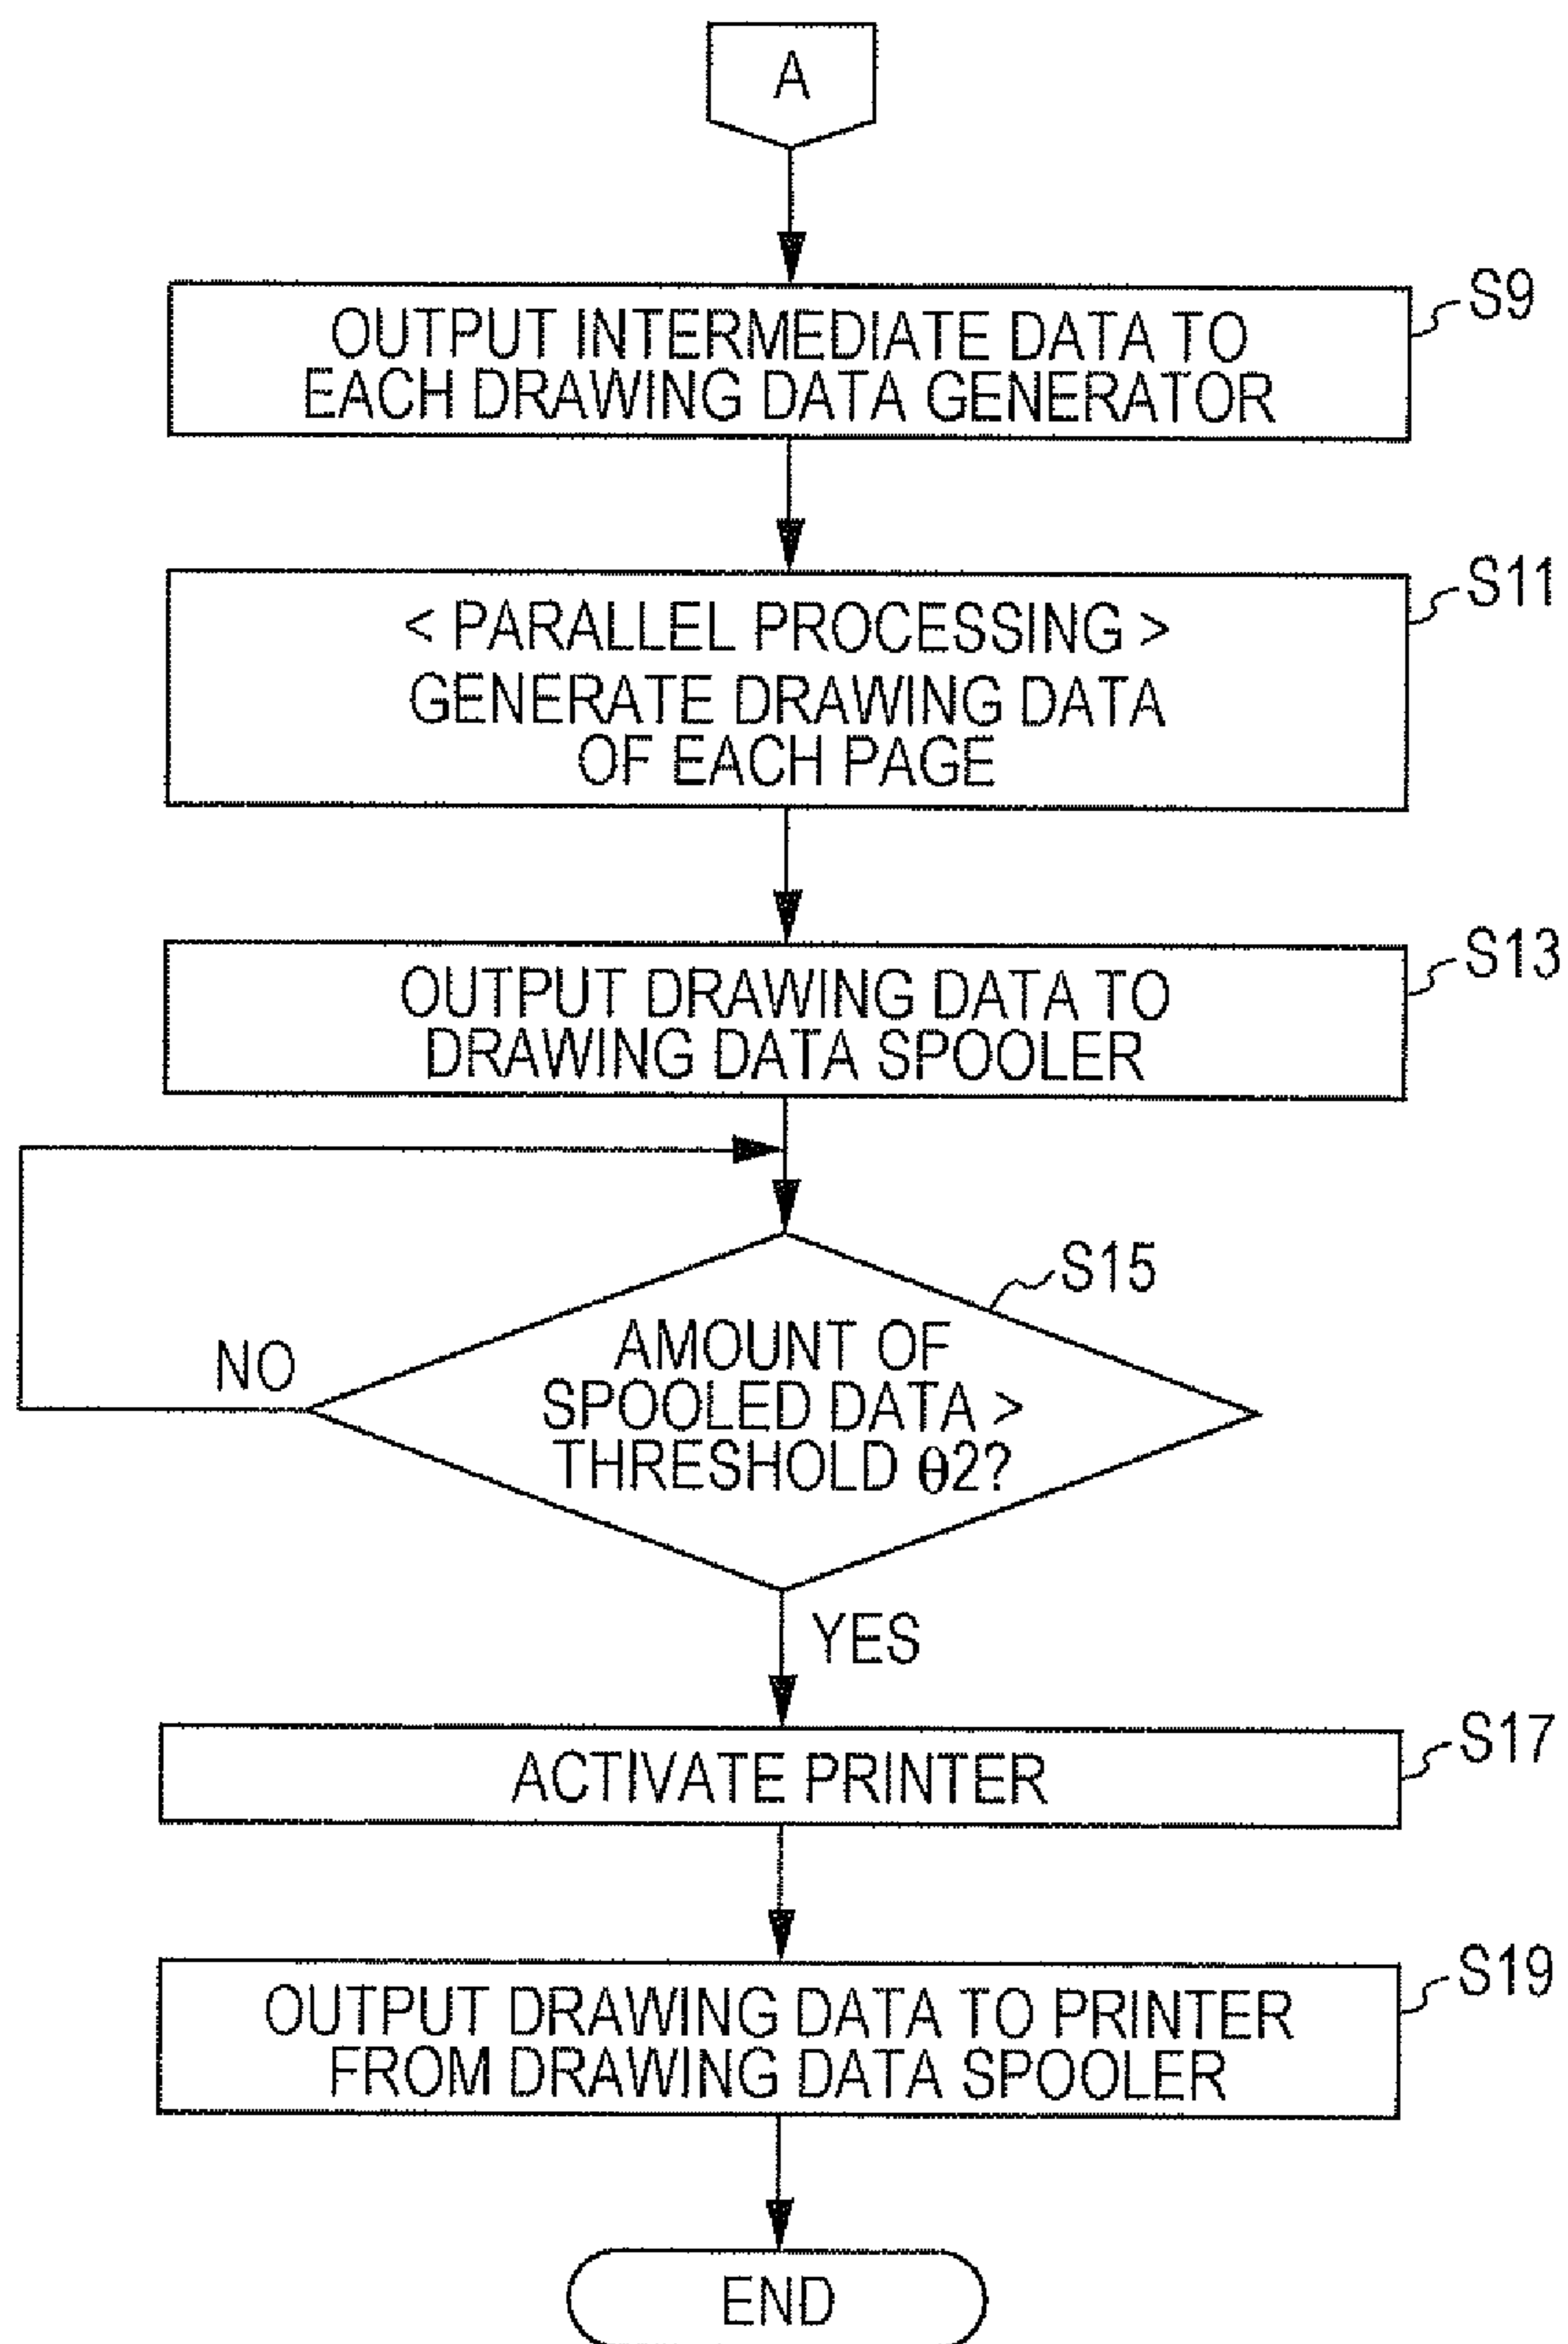 A
OUTPUT INTERMEDIATE DATA TO
EACH DRAWING DATA GENERATOR
S9
< PARALLEL PROCESSING >
GENERATE DRAWING DATA
OF EACH PAGE
S11
OUTPUT DRAWING DATA TO
DRAWING DATA SPOOLER
S13
S15
AMOUNT OF
SPOOLED DATA >
THRESHOLD θ2?
NO
YES
ACTIVATE PRINTER
S17
OUTPUT DRAWING DATA TO PRINTER
FROM DRAWING DATA SPOOLER
S19
END